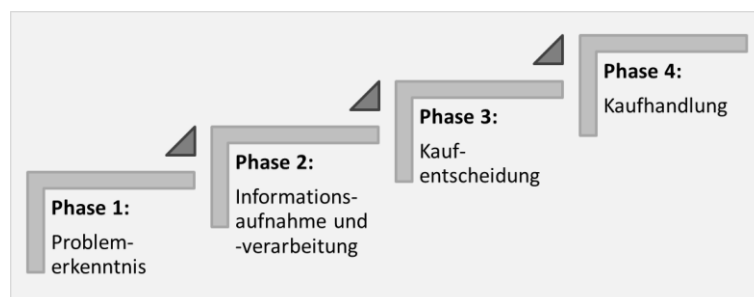 Phase 1:
Problem-
erkenntnis
Phase 2:
Informations-
aufnahme und
-verarbeitung
Phase 3:
Kauf-
entscheidung
Phase 4:
Kaufhandlung